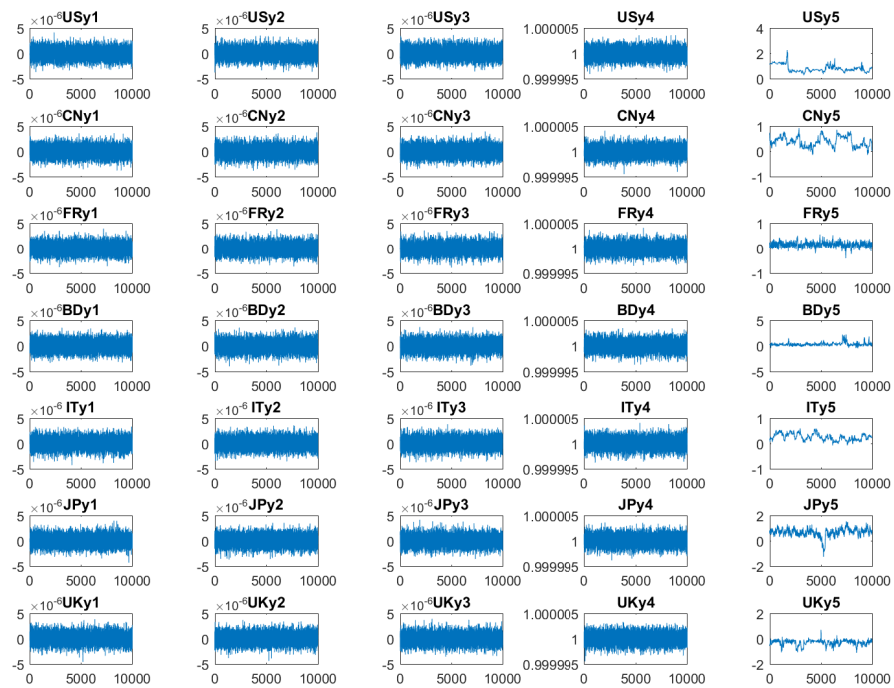 ×10⁻⁶ USy1 ×10⁻⁶ USy2 ×10⁻⁶ USy3 USy4 USy5
5 5 5 1.000005 4
0 0 0 1 2
-5 -5 -5 0.999995 0
0 5000 10000 0 5000 10000 0 5000 10000 0 5000 10000 0 5000 10000
×10⁻⁶ CNy1 ×10⁻⁶ CNy2 ×10⁻⁶ CNy3 CNy4 CNy5
5 5 5 1.000005 1
0 0 0 1 0
-5 -5 -5 0.999995 -1
0 5000 10000 0 5000 10000 0 5000 10000 0 5000 10000 0 5000 10000
×10⁻⁶ FRy1 ×10⁻⁶ FRy2 ×10⁻⁶ FRy3 FRy4 FRy5
5 5 5 1.000005 1
0 0 0 1 0
-5 -5 -5 0.999995 -1
0 5000 10000 0 5000 10000 0 5000 10000 0 5000 10000 0 5000 10000
×10⁻⁶ BDy1 ×10⁻⁶ BDy2 ×10⁻⁶ BDy3 BDy4 BDy5
5 5 5 1.000005 5
0 0 0 1 0
-5 -5 -5 0.999995 -5
0 5000 10000 0 5000 10000 0 5000 10000 0 5000 10000 0 5000 10000
×10⁻⁶ ITy1 ×10⁻⁶ ITy2 ×10⁻⁶ ITy3 ITy4 ITy5
5 5 5 1.000005 1
0 0 0 1 0
-5 -5 -5 0.999995 -1
0 5000 10000 0 5000 10000 0 5000 10000 0 5000 10000 0 5000 10000
×10⁻⁶ JPy1 ×10⁻⁶ JPy2 ×10⁻⁶ JPy3 JPy4 JPy5
5 5 5 1.000005 2
0 0 0 1 0
-5 -5 -5 0.999995 -2
0 5000 10000 0 5000 10000 0 5000 10000 0 5000 10000 0 5000 10000
×10⁻⁶ UKy1 ×10⁻⁶ UKy2 ×10⁻⁶ UKy3 UKy4 UKy5
5 5 5 1.000005 2
0 0 0 1 0
-5 -5 -5 0.999995 -2
0 5000 10000 0 5000 10000 0 5000 10000 0 5000 10000 0 5000 10000